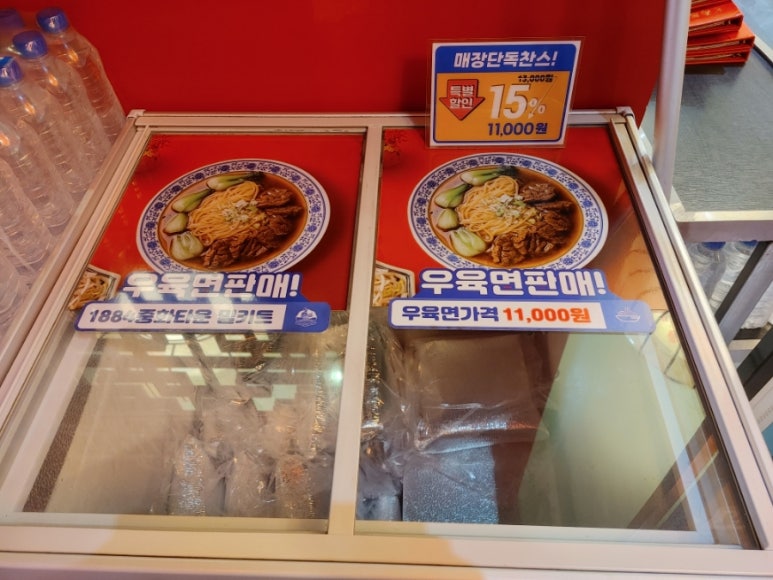 매장단독찬스!
특별
할인
13,000원
15%
11,000원
우육면판매!
1884중화타운 밀키트
우육면판매!
우육면가격 11,000원